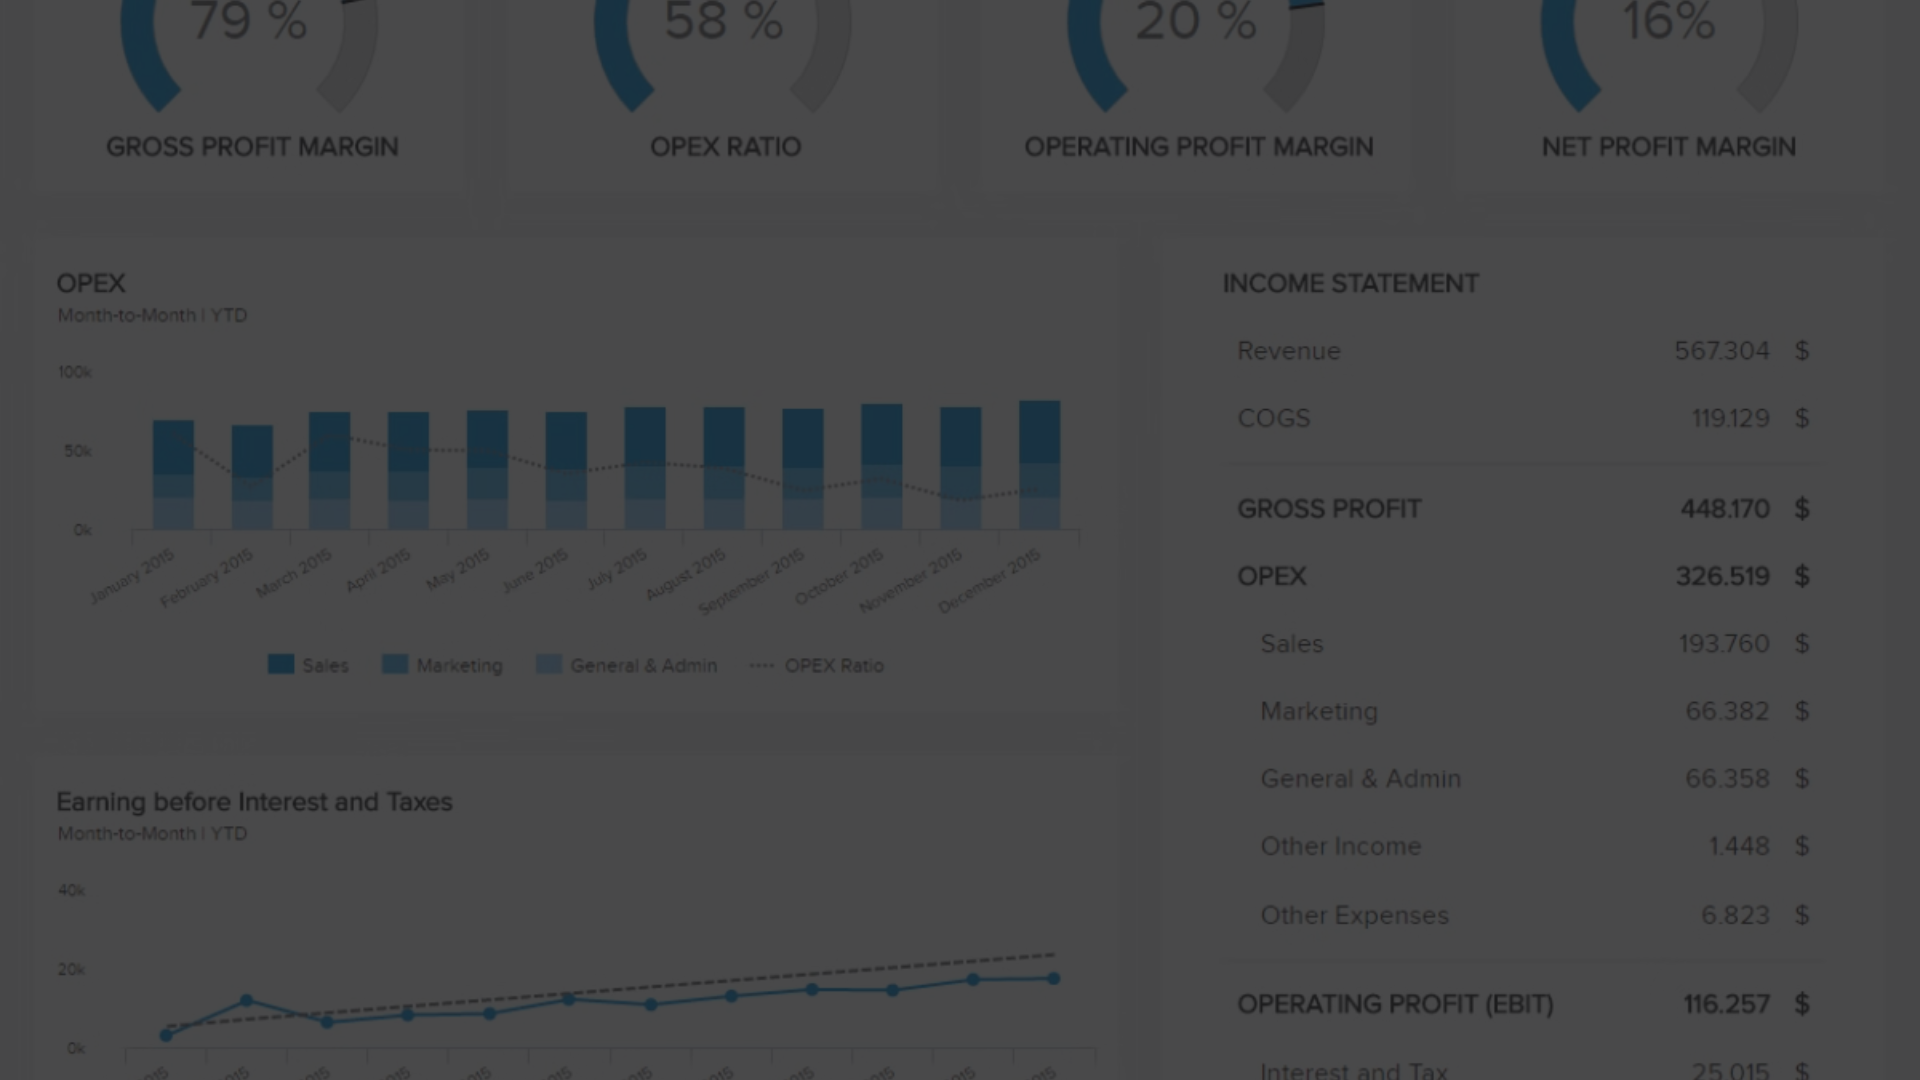 79 %
58 %
20 %
16%
GROSS PROFIT MARGIN
OPEX RATIO
OPERATING PROFIT MARGIN
NET PROFIT MARGIN
OPEX
Month-to-Month | YTD
100k
50k
0k
January 2015
February 2015
March 2015
April 2015
May 2015
June 2015
July 2015
August 2015
September 2015
October 2015
November 2015
December 2015
Sales
Marketing
General & Admin
OPEX Ratio
Earning before Interest and Taxes
Month-to-Month | YTD
40k
20k
0k
INCOME STATEMENT
Revenue 567.304 $
COGS 119.129 $
GROSS PROFIT 448.170 $
OPEX 326.519 $
Sales 193.760 $
Marketing 66.382 $
General & Admin 66.358 $
Other Income 1.448 $
Other Expenses 6.823 $
OPERATING PROFIT (EBIT) 116.257 $
Interest and Tax 25.015 $